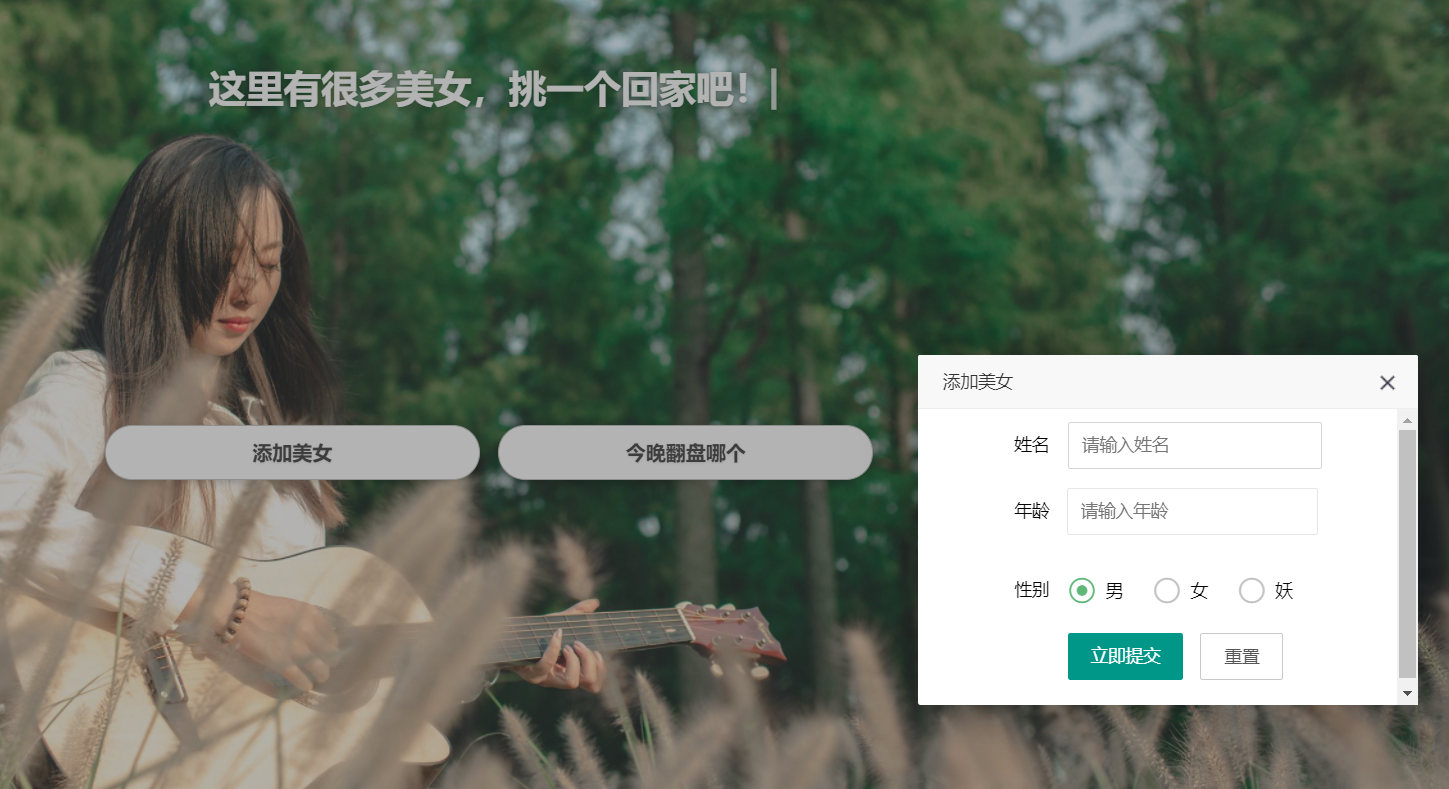 这里有很多美女，挑一个回家吧！|
添加美女
今晚翻盘哪个
添加美女
姓名 请输入姓名
年龄 请输入年龄
性别 男 女 妖
立即提交 重置